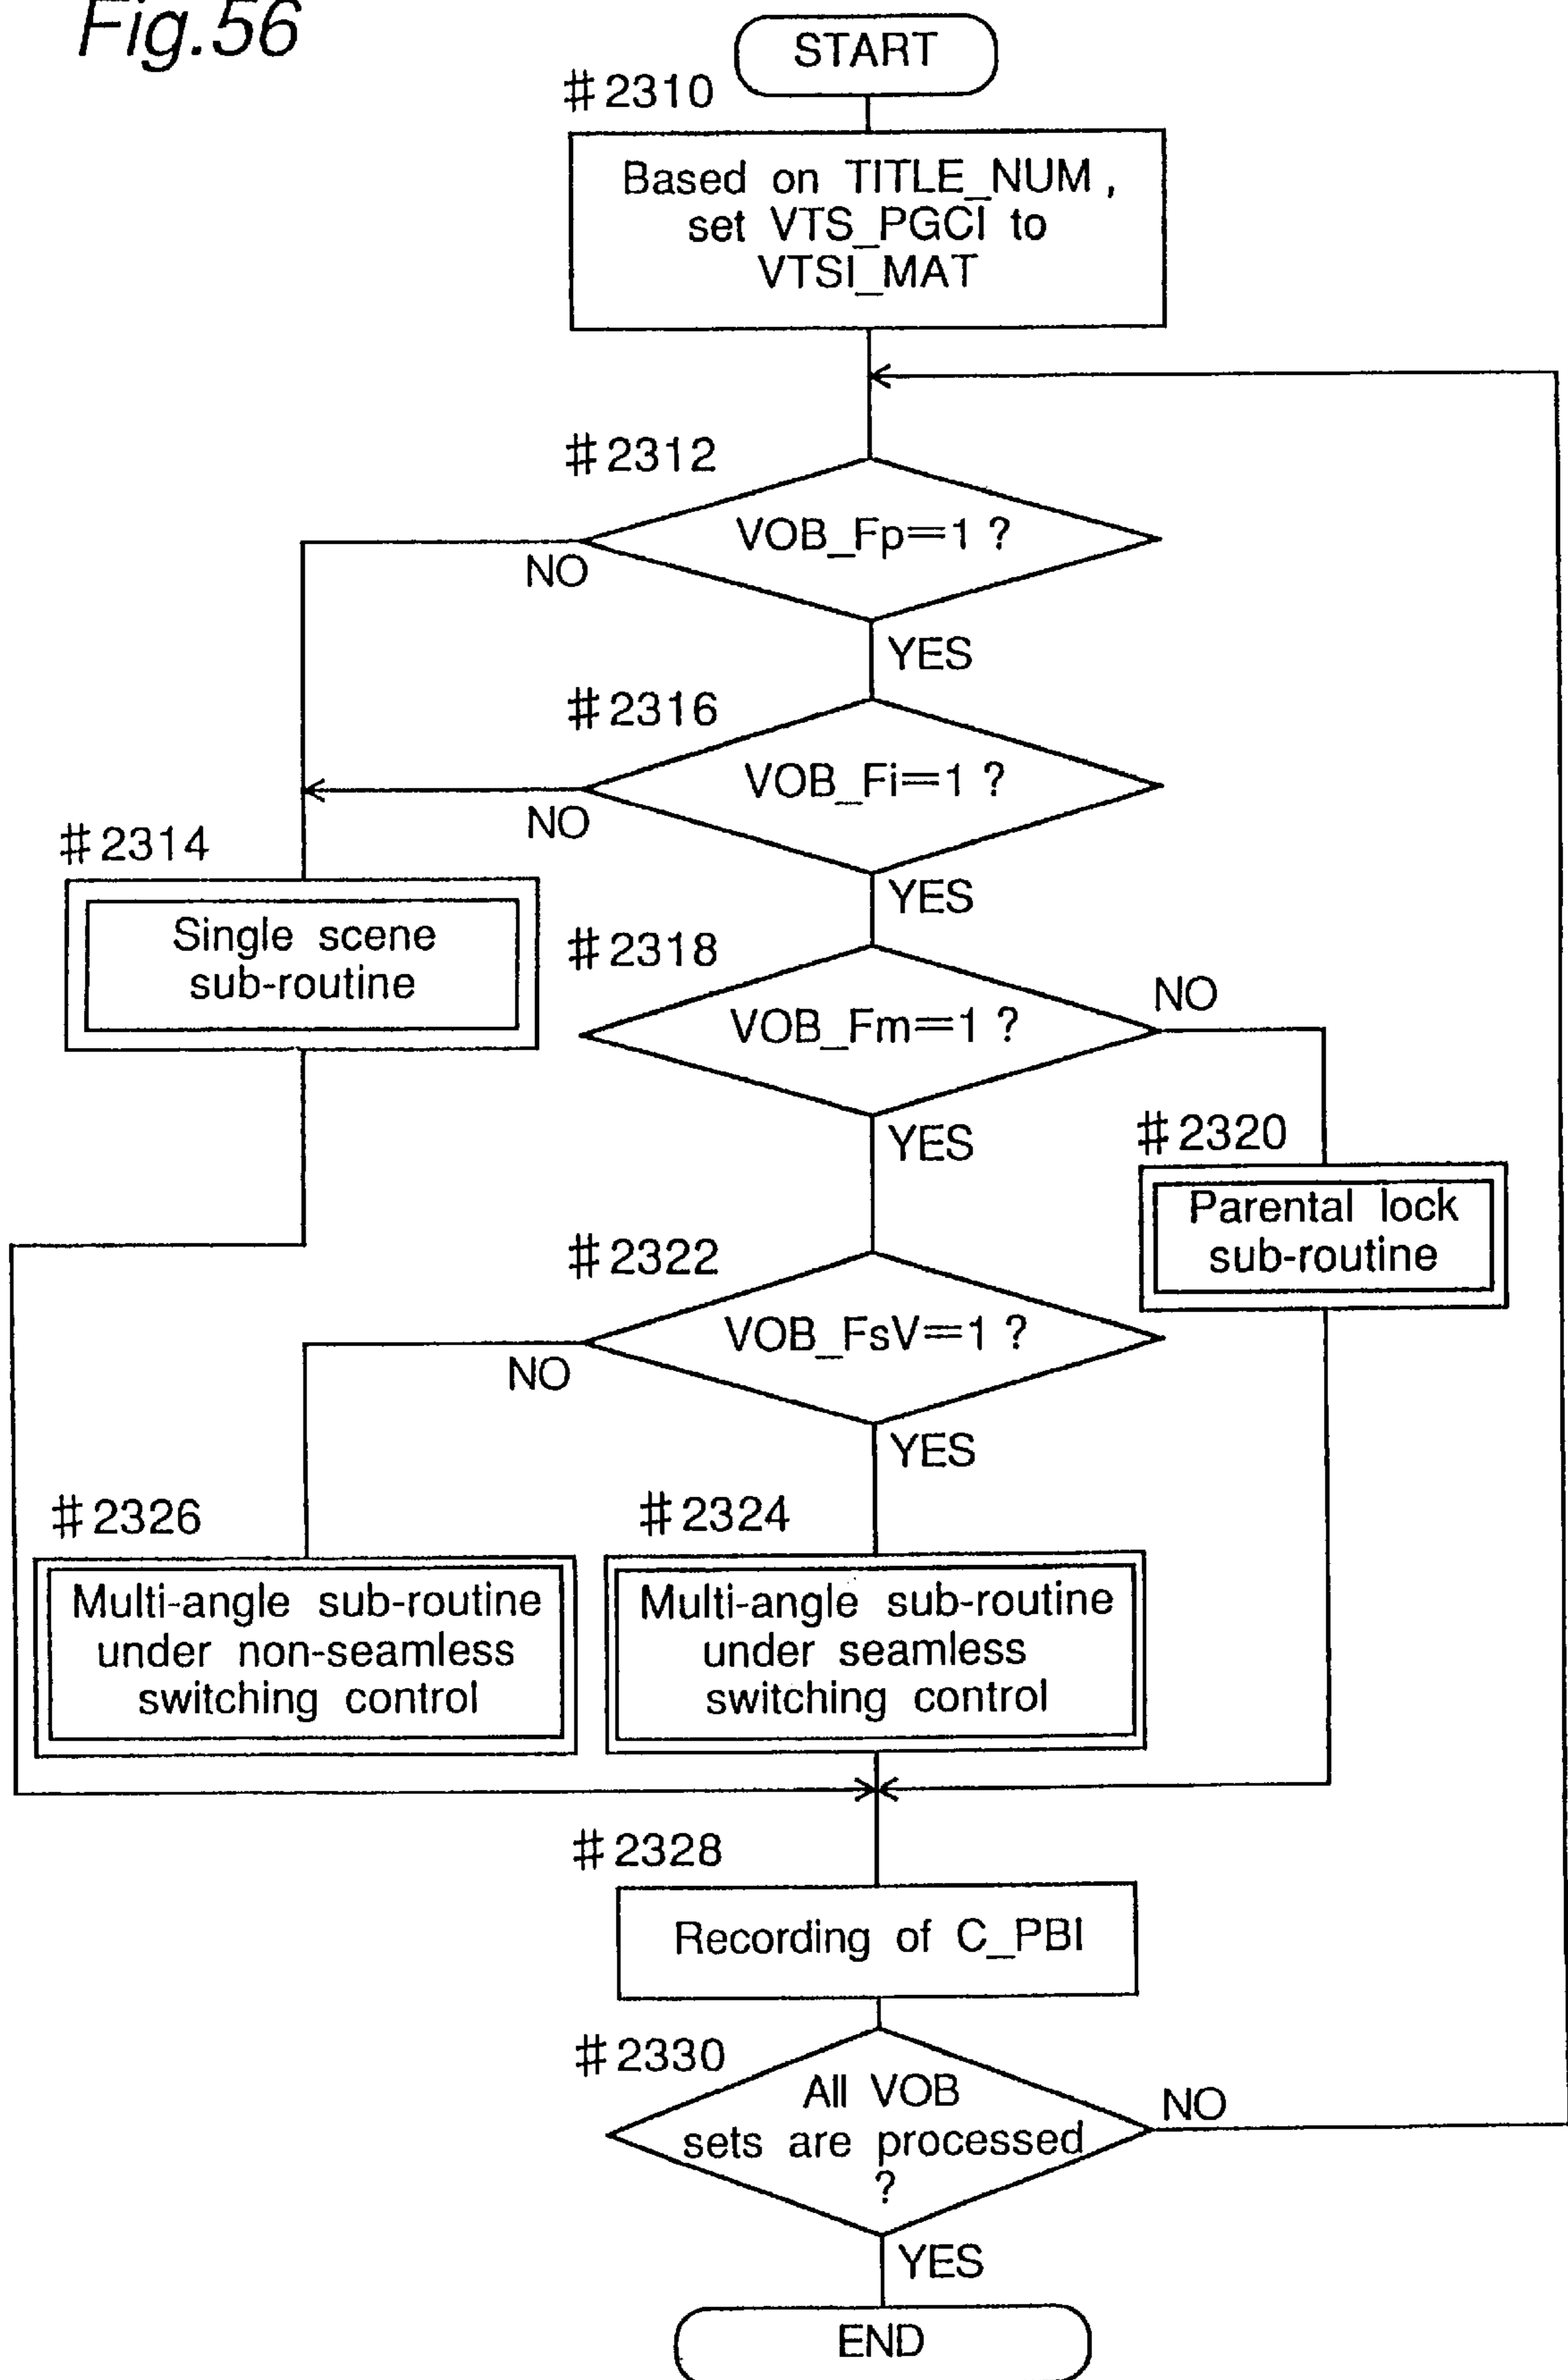 Fig.56
START
#2310
Based on TITLE_NUM,
set VTS_PGCI to
VTSI_MAT
#2312
VOB_Fp=1 ?
NO
YES
#2316
VOB_Fi=1 ?
NO
YES
#2314
Single scene
sub-routine
#2318
VOB_Fm=1 ?
NO
YES
#2320
Parental lock
sub-routine
#2322
VOB_FsV=1 ?
NO
YES
#2326
Multi-angle sub-routine
under non-seamless
switching control
#2324
Multi-angle sub-routine
under seamless
switching control
#2328
Recording of C_PBI
#2330
All VOB
sets are processed
?
NO
YES
END